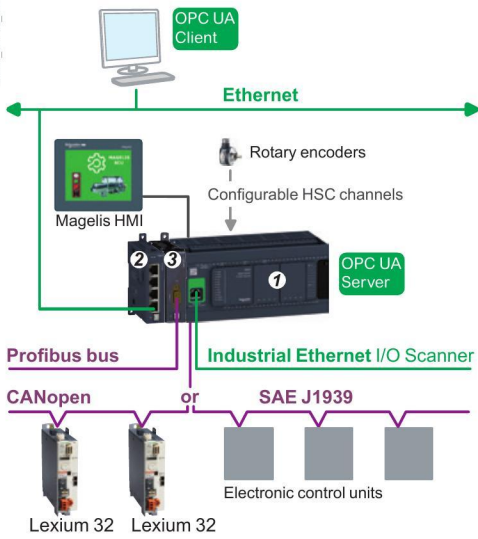 OPC UA
Client
Ethernet
Rotary encoders
Configurable HSC channels
Magelis HMI
2
3
1
OPC UA
Server
Profibus bus
Industrial Ethernet I/O Scanner
CANopen
or
SAE J1939
Electronic control units
Lexium 32
Lexium 32